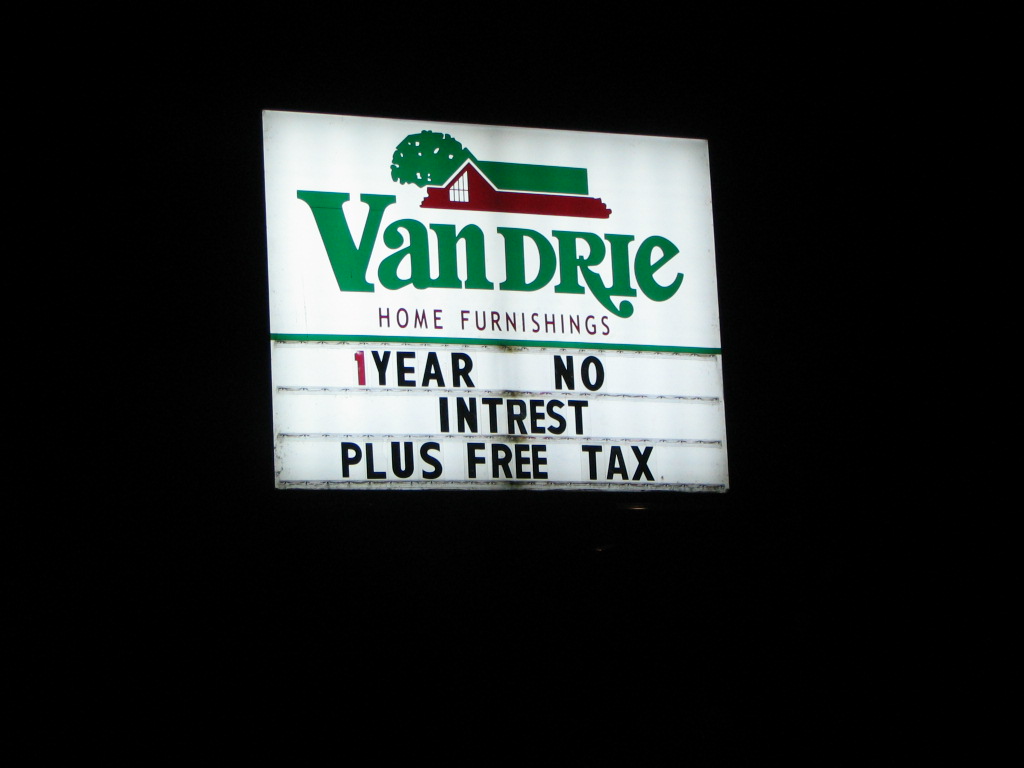 VanDRIe
HOME FURNISHINGS
1YEAR NO
INTREST
PLUS FREE TAX